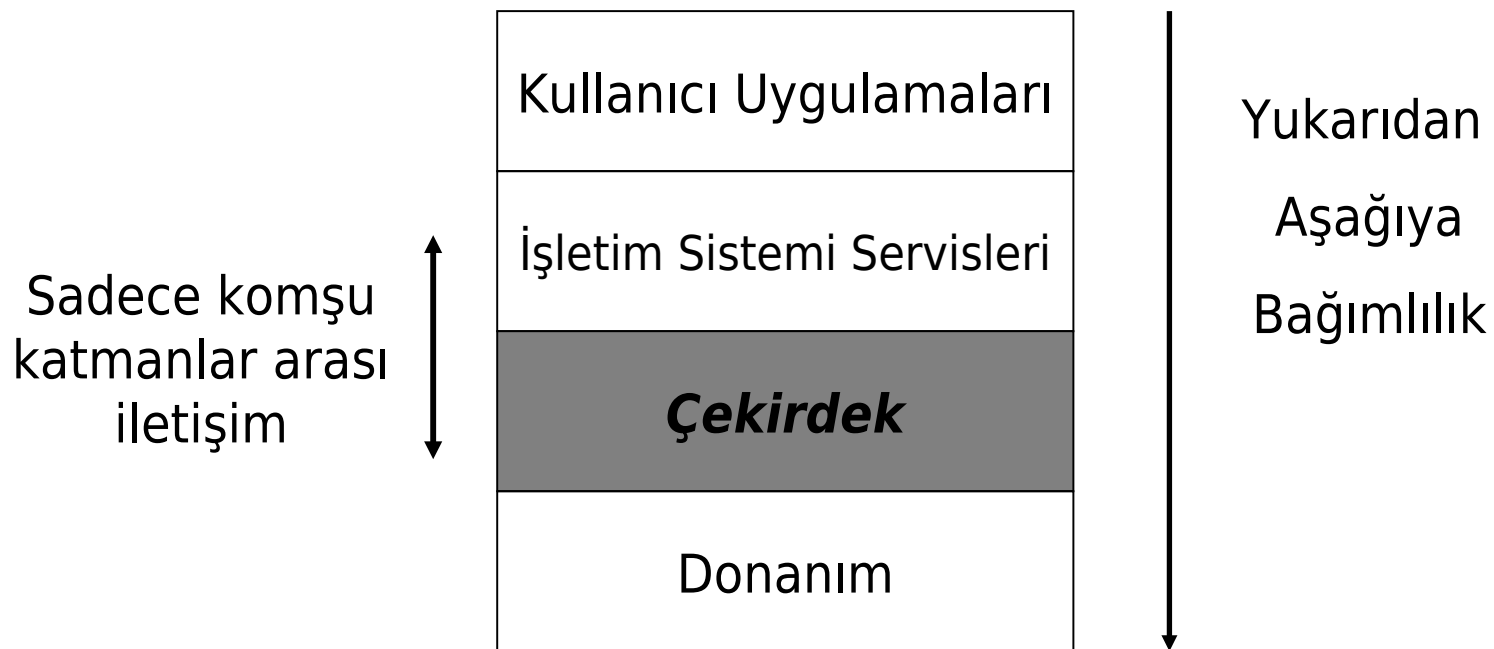 Kullanıcı Uygulamaları
İşletim Sistemi Servisleri
Çekirdek
Donanım
Sadece komşu
katmanlar arası
iletişim
Yukarıdan
Aşağıya
Bağımlılık